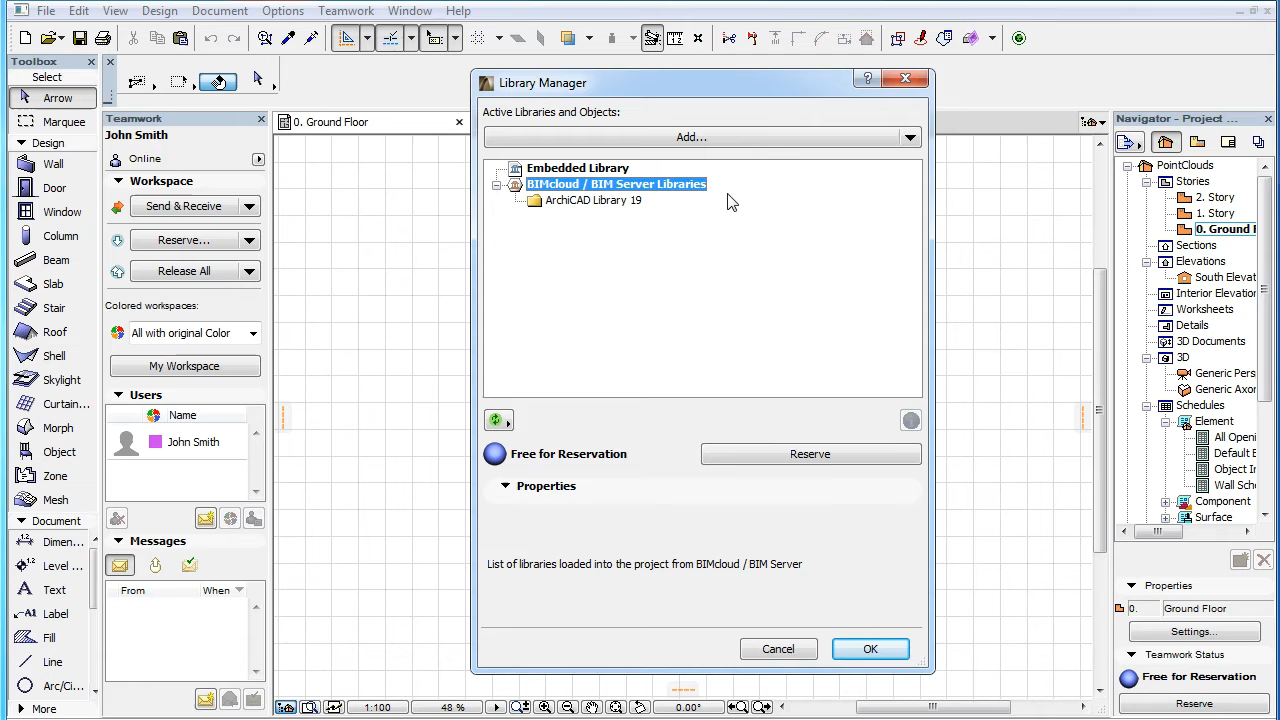 File Edit View Design Document Options Teamwork Window Help
Toolbox
Select
Arrow
Marquee
Design
Wall
Door
Window
Column
Beam
Slab
Stair
Roof
Shell
Skylight
Curtain...
Morph
Object
Zone
Mesh
Document
Dimen...
Level ...
Text
Label
Fill
Line
Arc/Ci...
More
Teamwork
John Smith
Online
Workspace
Send & Receive
Reserve...
Release All
Colored workspaces:
All with original Color
My Workspace
Users
Name
John Smith
Messages
From When
0. Ground Floor
1:100 48 % 0.00°
Library Manager
Active Libraries and Objects:
Add...
Embedded Library
BIMcloud / BIM Server Libraries
ArchiCAD Library 19
Free for Reservation
Reserve
Properties
List of libraries loaded into the project from BIMcloud / BIM Server
Cancel OK
Navigator - Project ...
PointClouds
Stories
2. Story
1. Story
0. Ground F
Sections
Elevations
South Elevat
Interior Elevation
Worksheets
Details
3D Documents
3D
Generic Pers
Generic Axon
Schedules
Element
All Openi
Default E
Object In
Wall Sche
Component
Surface
Properties
0. Ground Floor
Settings...
Teamwork Status
Free for Reservation
Reserve